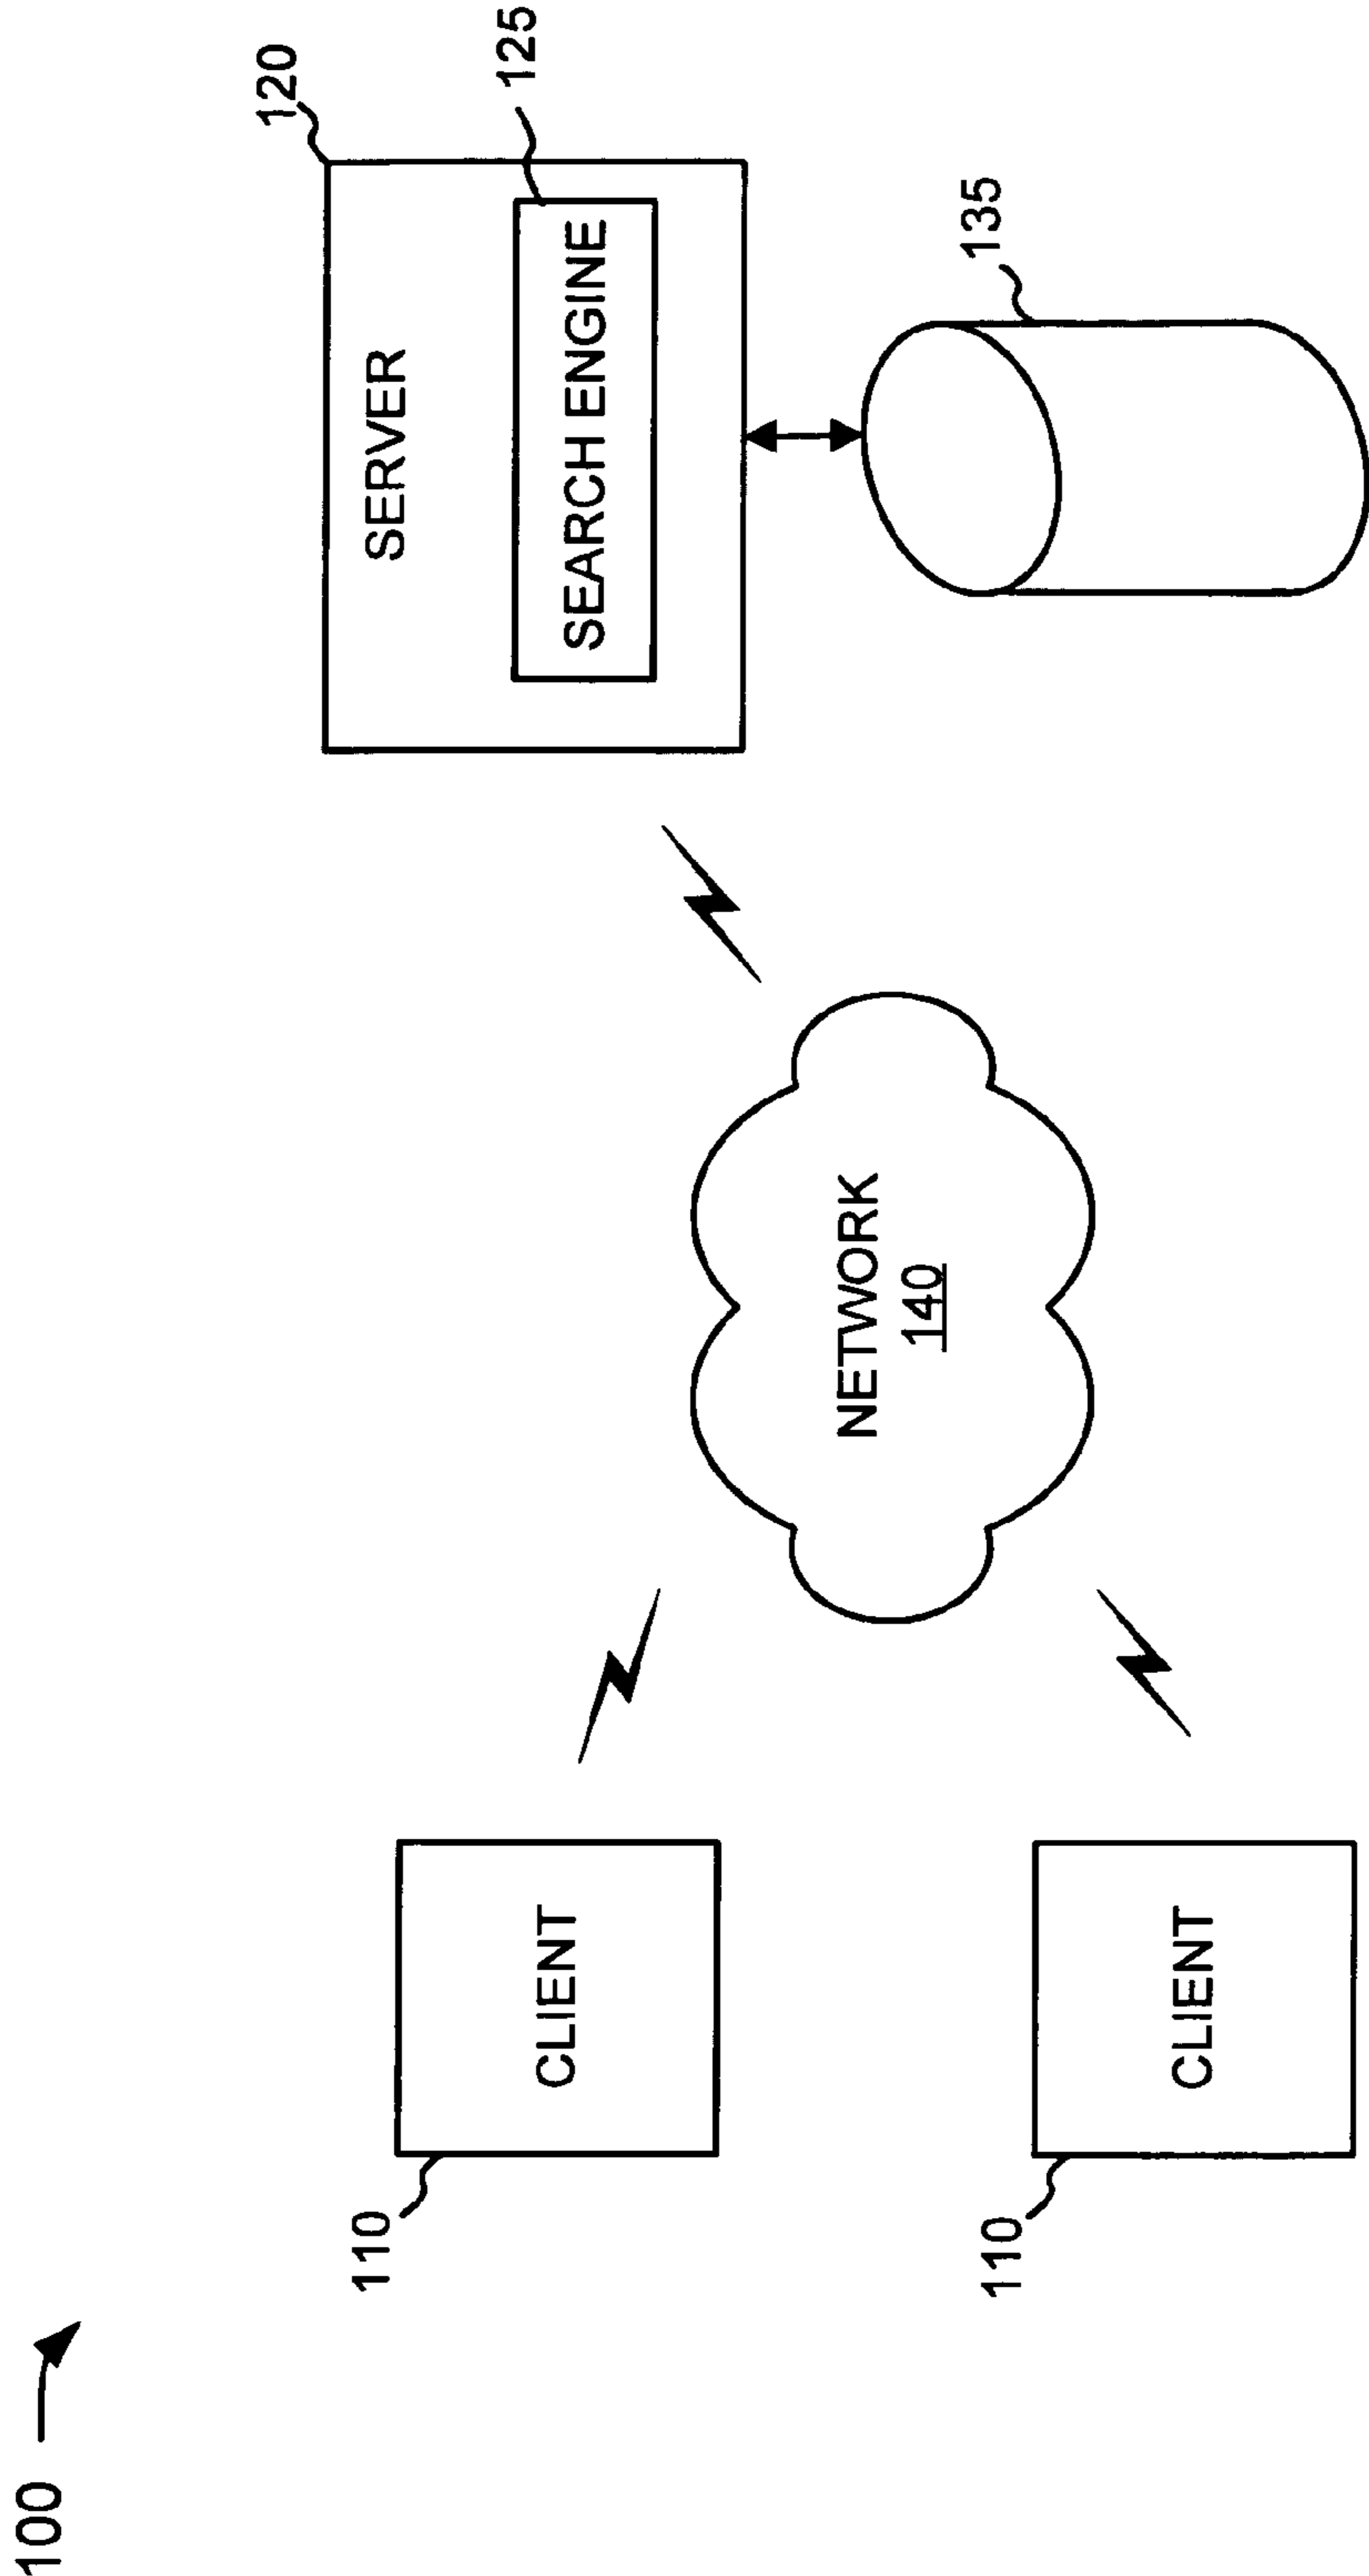 100
110
CLIENT
110
CLIENT
NETWORK
140
120
SERVER
125
SEARCH ENGINE
135